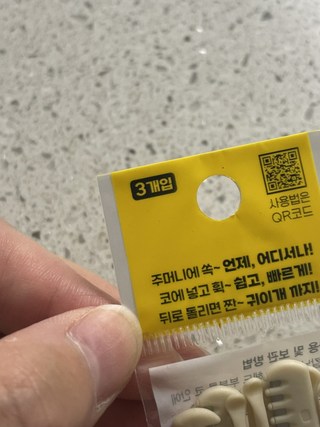 3개입
사용법은
QR코드
주머니에 쏙~ 언제, 어디서나!
코에 넣고 휙~ 쉽고, 빠르게!
뒤로 돌리면 짠~ 귀이개 까지!